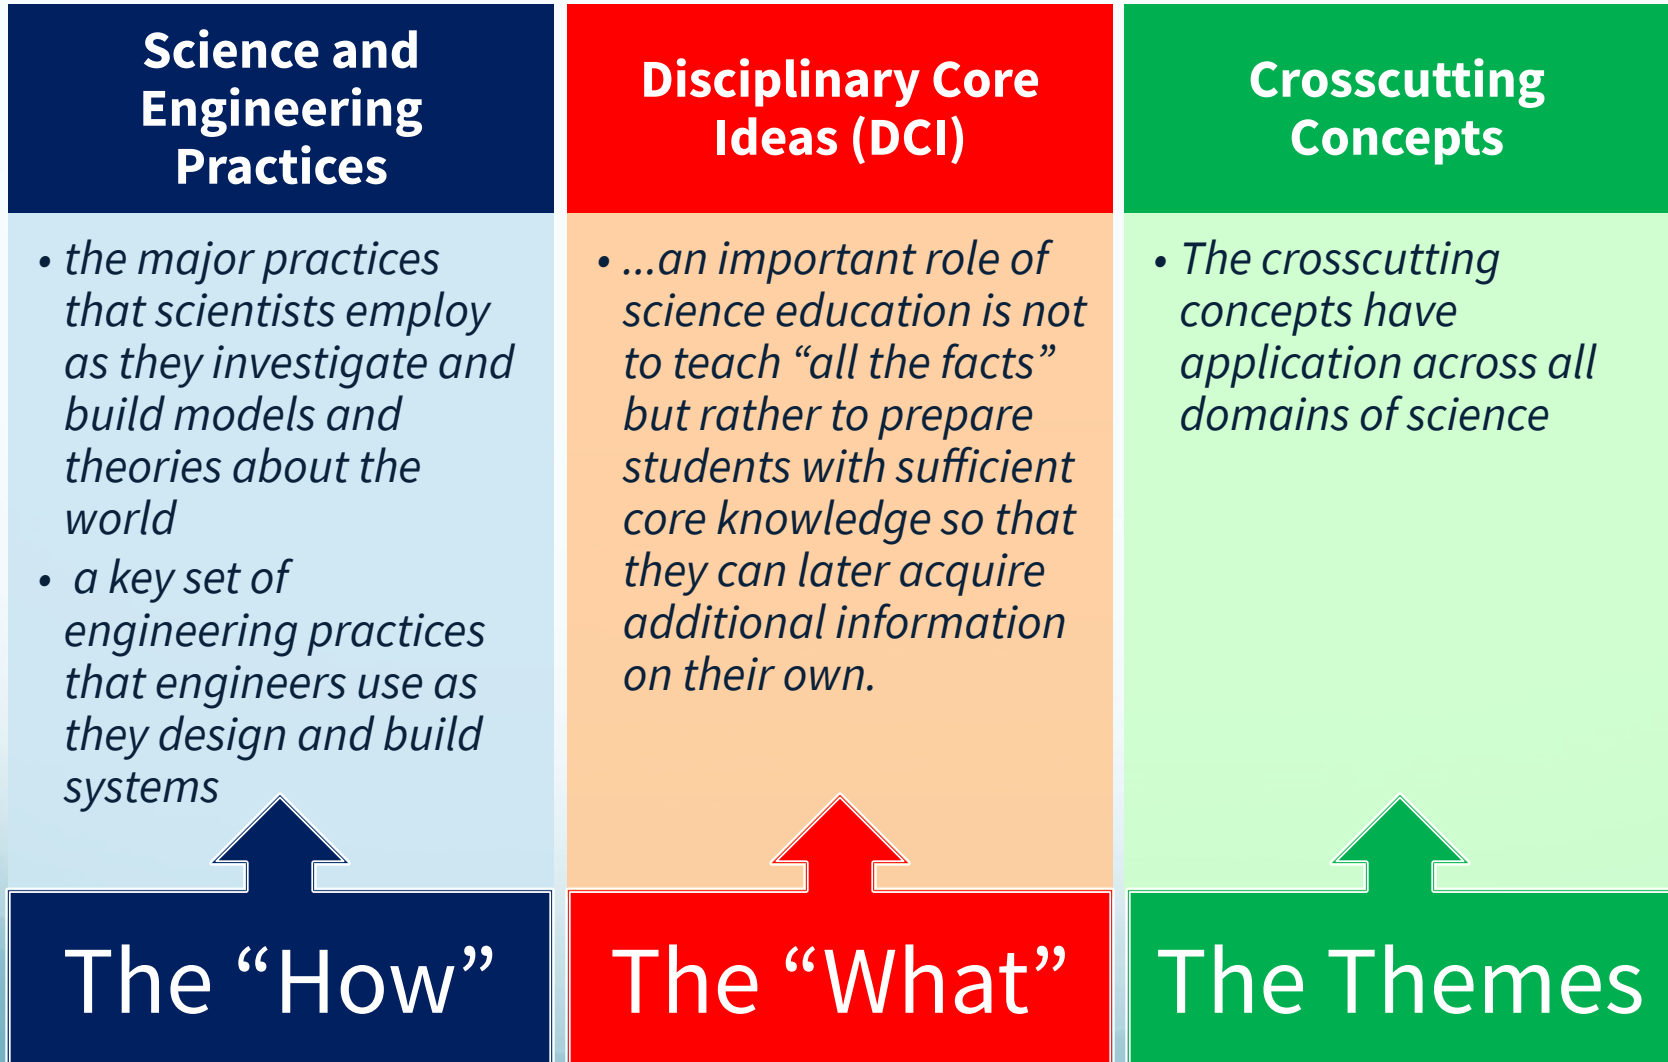 Science and
Engineering
Practices
• the major practices
that scientists employ
as they investigate and
build models and
theories about the
world
• a key set of
engineering practices
that engineers use as
they design and build
systems
The “How”
Disciplinary Core
Ideas (DCI)
• ...an important role of
science education is not
to teach “all the facts”
but rather to prepare
students with sufficient
core knowledge so that
they can later acquire
additional information
on their own.
The “What”
Crosscutting
Concepts
• The crosscutting
concepts have
application across all
domains of science
The Themes